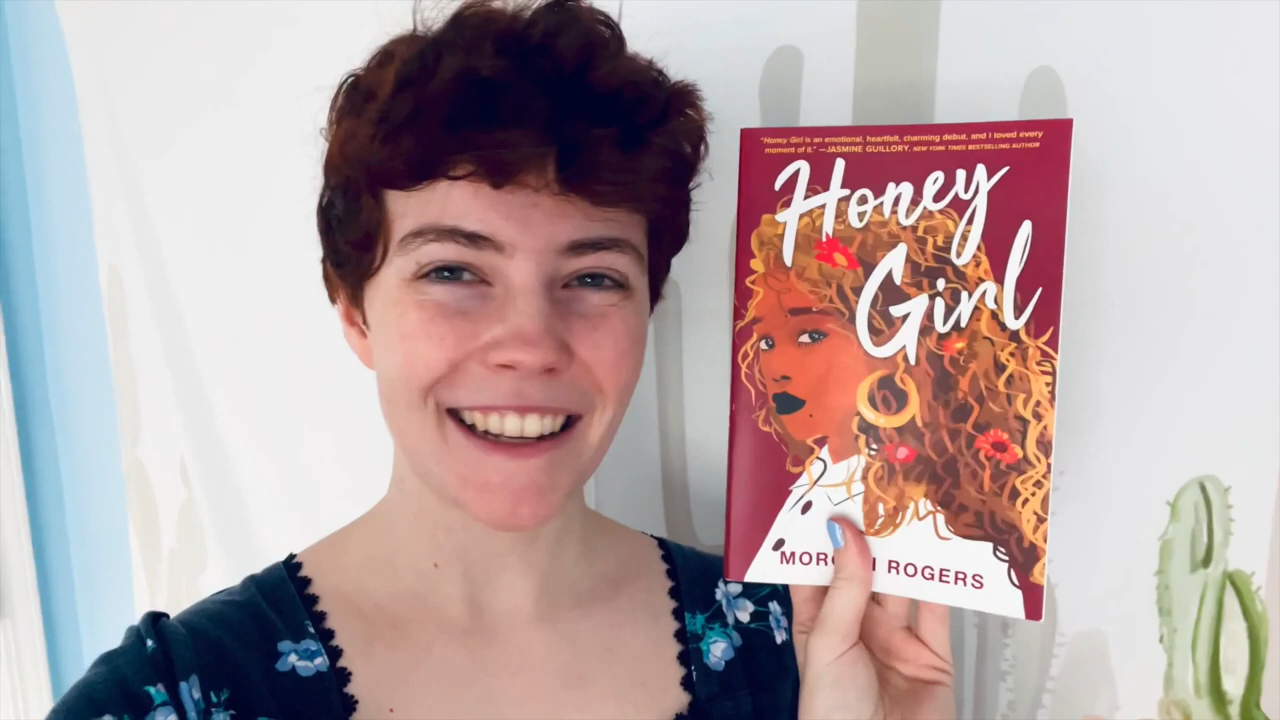 "Honey Girl is an emotional, heartfelt, charming debut, and I loved every
moment of it." —JASMINE GUILLORY, NEW YORK TIMES BESTSELLING AUTHOR
Honey
Girl
ROGERS